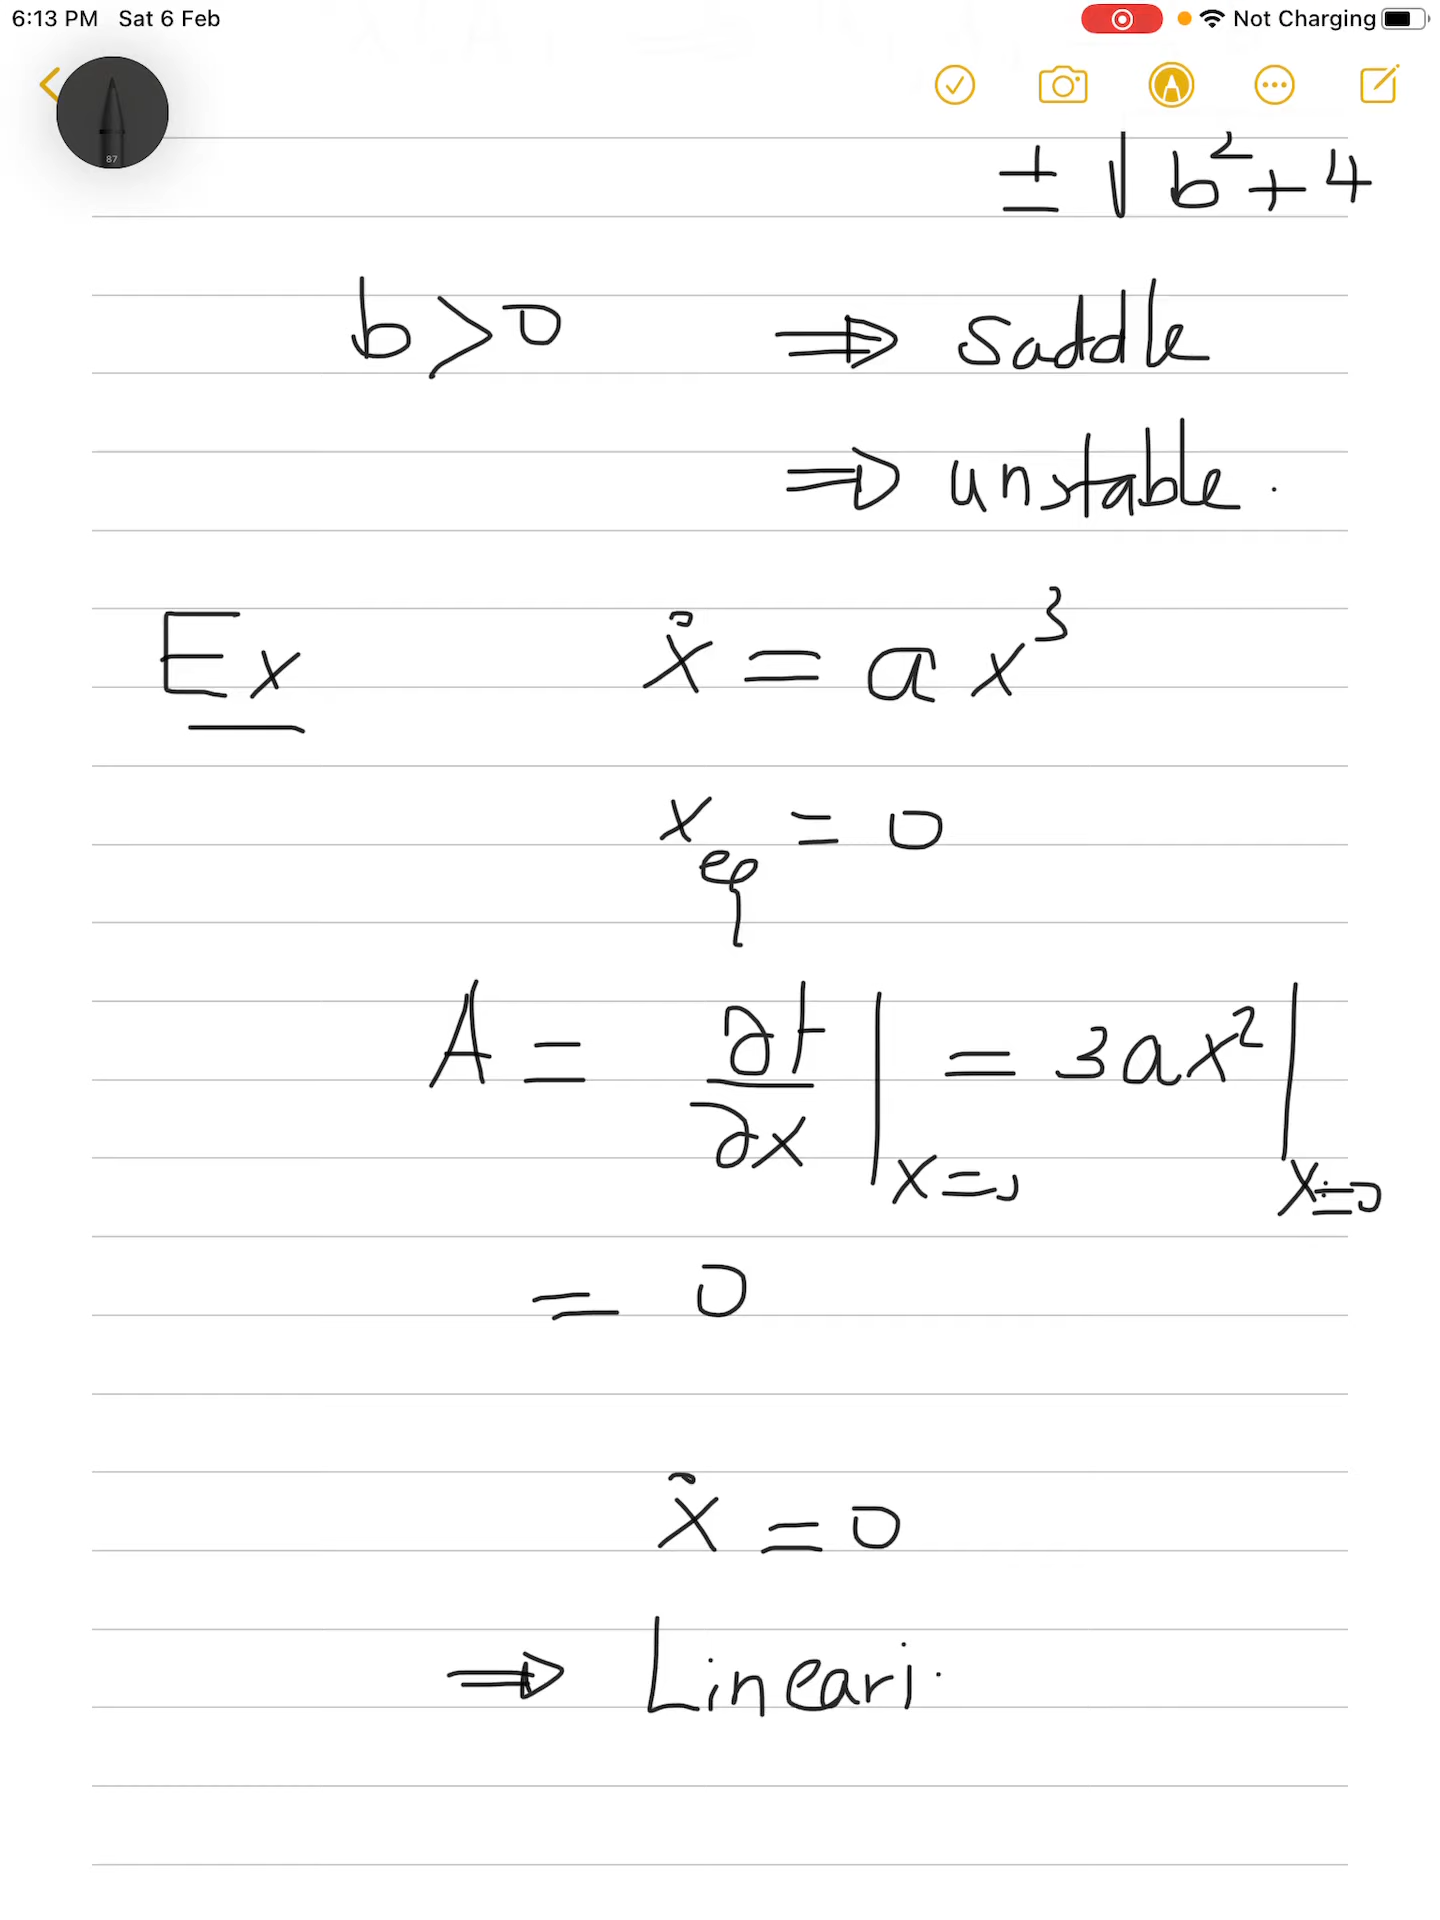 6:13 PM Sat 6 Feb Not Charging
87
± √ b² + 4
b > 0 ⇒ saddle
⇒ unstable.
Ex ẋ = a x³
x_eq = 0
A = ∂f/∂x |_{x=0} = 3ax² |_{x=0}
= 0
ẋ = 0
⇒ Lineari